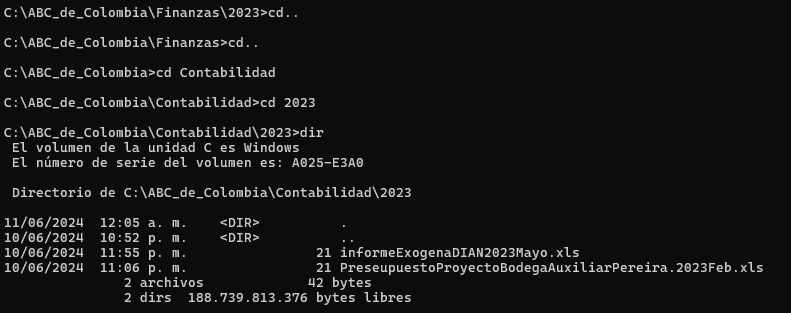 C:\ABC_de_Colombia\Finanzas\2023>cd..
C:\ABC_de_Colombia\Finanzas>cd..
C:\ABC_de_Colombia>cd Contabilidad
C:\ABC_de_Colombia\Contabilidad>cd 2023
C:\ABC_de_Colombia\Contabilidad\2023>dir
 El volumen de la unidad C es Windows
 El número de serie del volumen es: A025-E3A0
 Directorio de C:\ABC_de_Colombia\Contabilidad\2023
11/06/2024  12:05 a. m.    <DIR>          .
10/06/2024  10:52 p. m.    <DIR>          ..
10/06/2024  11:55 p. m.                21 informeExogenaDIAN2023Mayo.xls
10/06/2024  11:06 p. m.                21 PreseupuestoProyectoBodegaAuxiliarPereira.2023Feb.xls
               2 archivos             42 bytes
               2 dirs  188.739.813.376 bytes libres